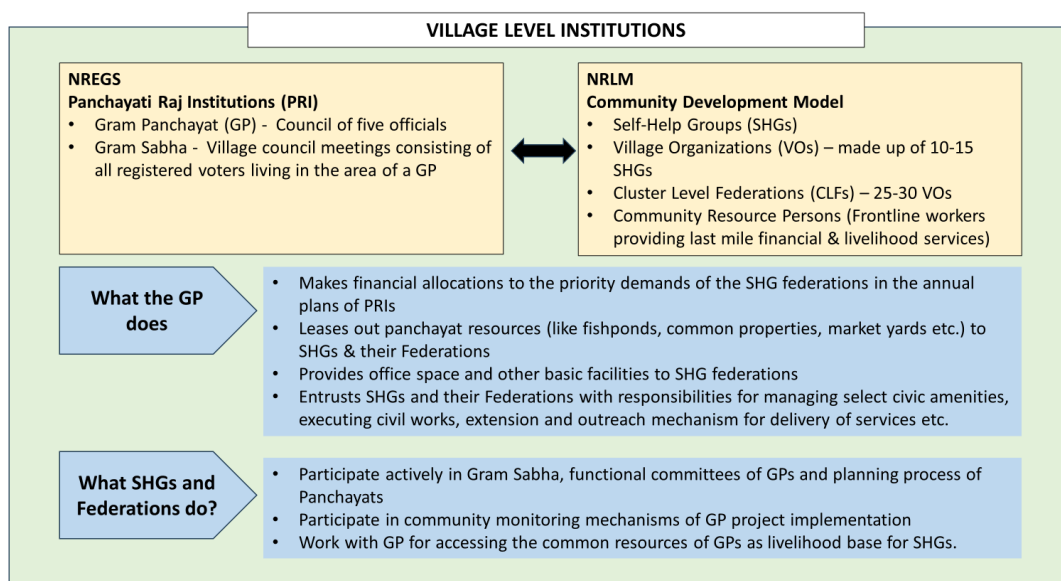 VILLAGE LEVEL INSTITUTIONS
NREGS
Panchayati Raj Institutions (PRI)
• Gram Panchayat (GP) - Council of five officials
• Gram Sabha - Village council meetings consisting of
all registered voters living in the area of a GP
NRLM
Community Development Model
• Self-Help Groups (SHGs)
• Village Organizations (VOs) – made up of 10-15
SHGs
• Cluster Level Federations (CLFs) – 25-30 VOs
• Community Resource Persons (Frontline workers
providing last mile financial & livelihood services)
What the GP
does
• Makes financial allocations to the priority demands of the SHG federations in the annual
plans of PRIs
• Leases out panchayat resources (like fishponds, common properties, market yards etc.) to
SHGs & their Federations
• Provides office space and other basic facilities to SHG federations
• Entrusts SHGs and their Federations with responsibilities for managing select civic amenities,
executing civil works, extension and outreach mechanism for delivery of services etc.
What SHGs and
Federations do?
• Participate actively in Gram Sabha, functional committees of GPs and planning process of
Panchayats
• Participate in community monitoring mechanisms of GP project implementation
• Work with GP for accessing the common resources of GPs as livelihood base for SHGs.